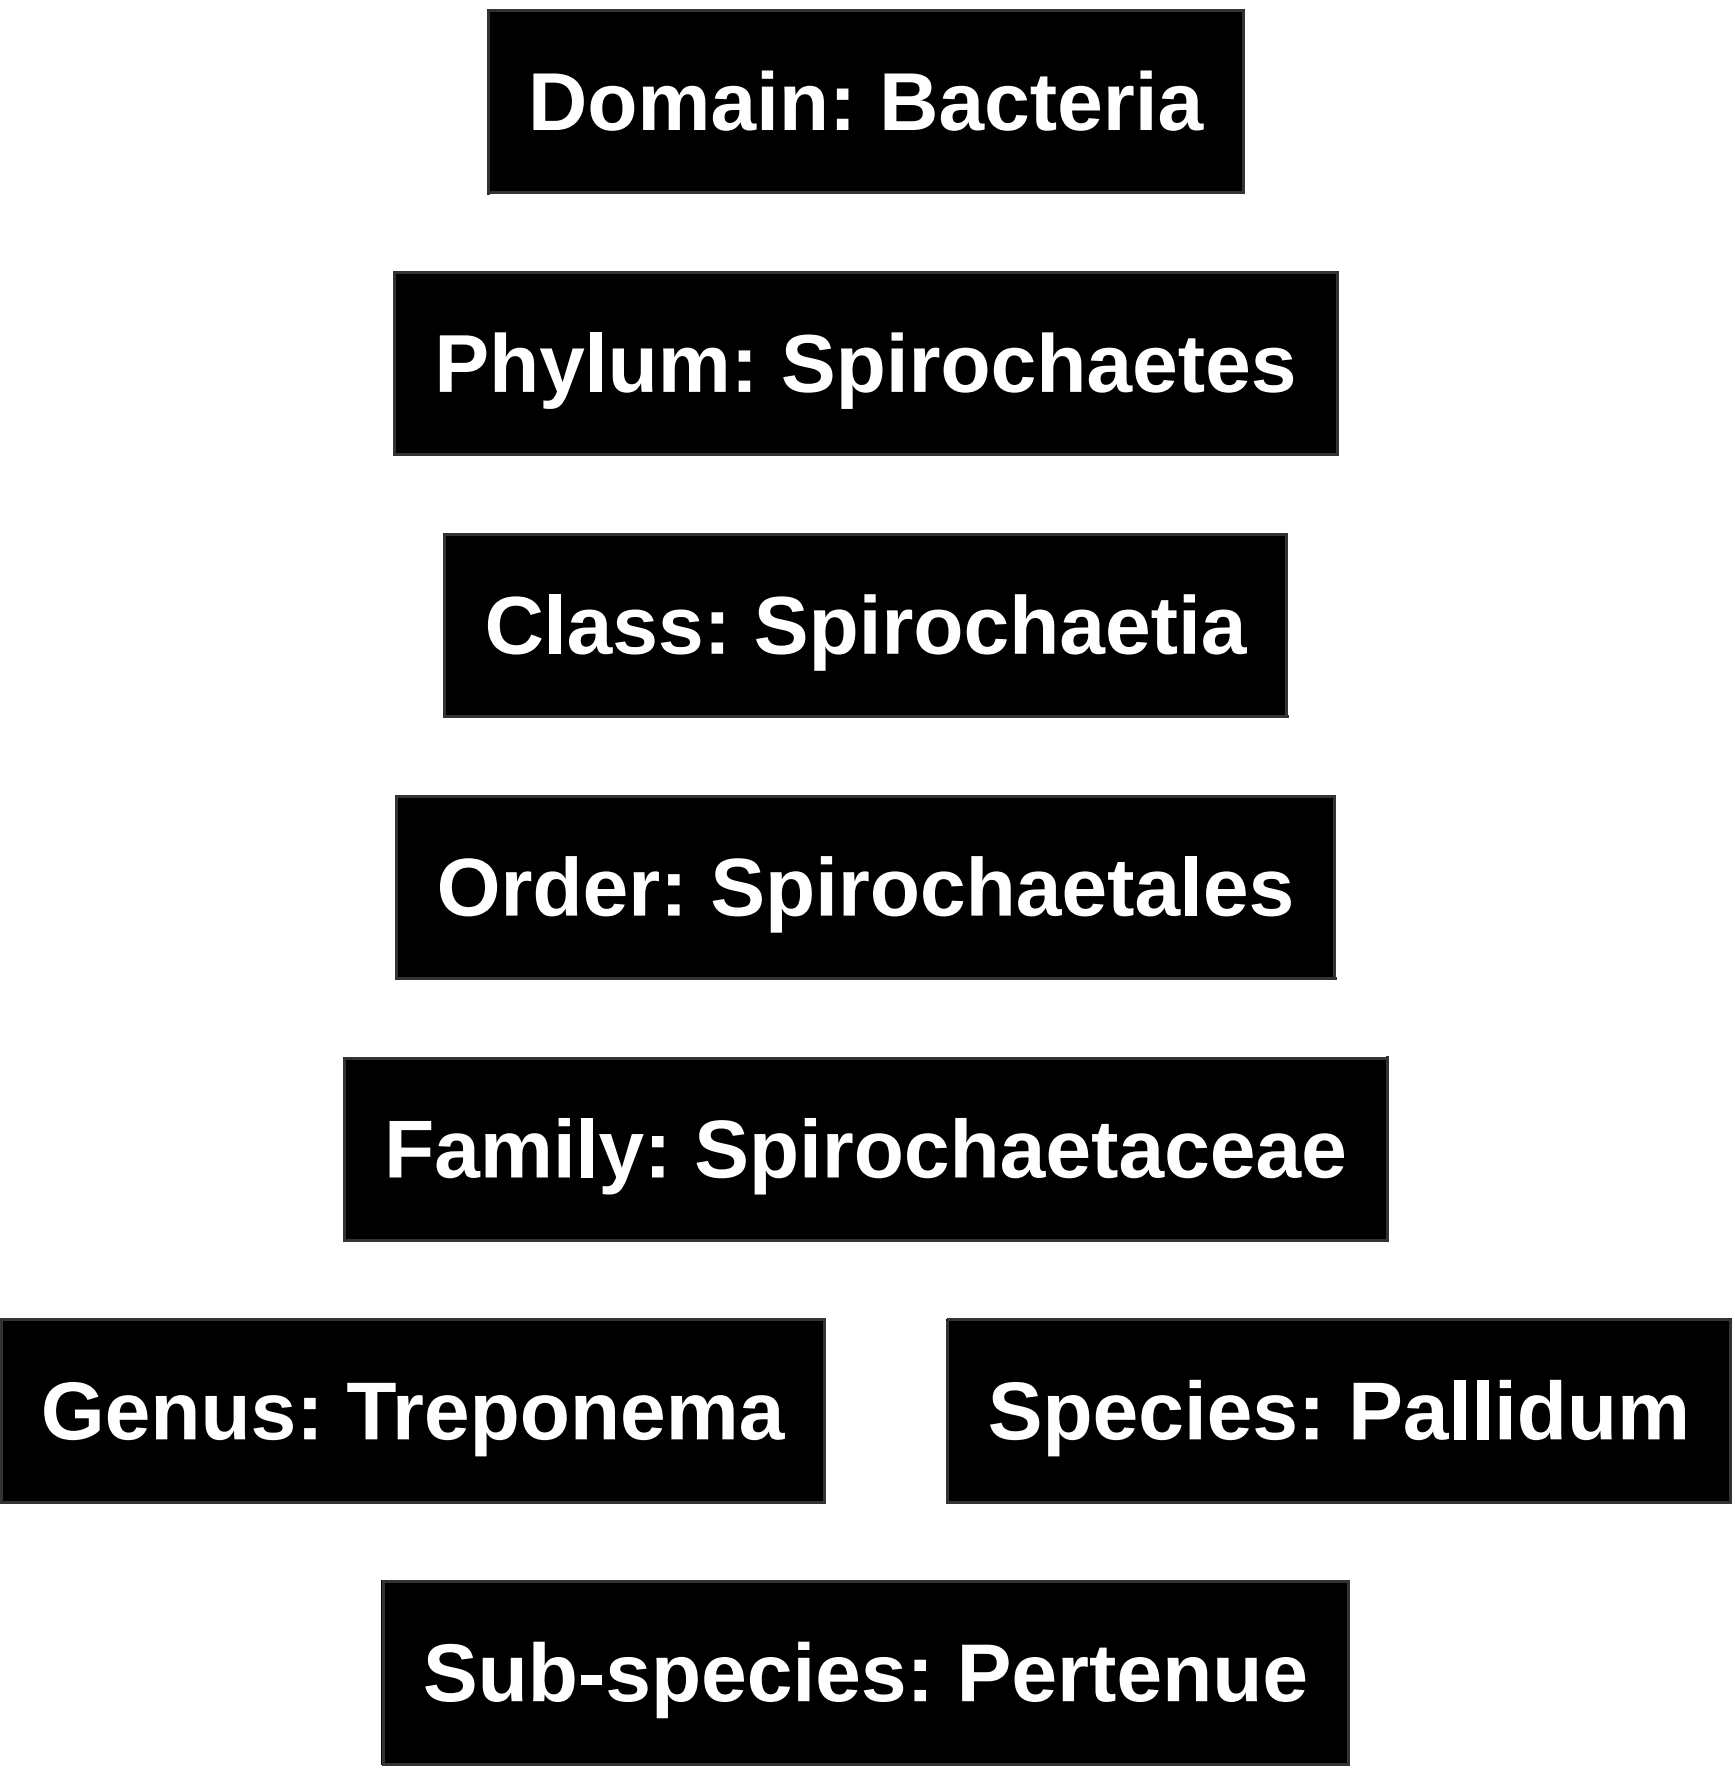 Domain: Bacteria
Phylum: Spirochaetes
Class: Spirochaetia
Order: Spirochaetales
Family: Spirochaetaceae
Genus: Treponema
Species: Pallidum
Sub-species: Pertenue